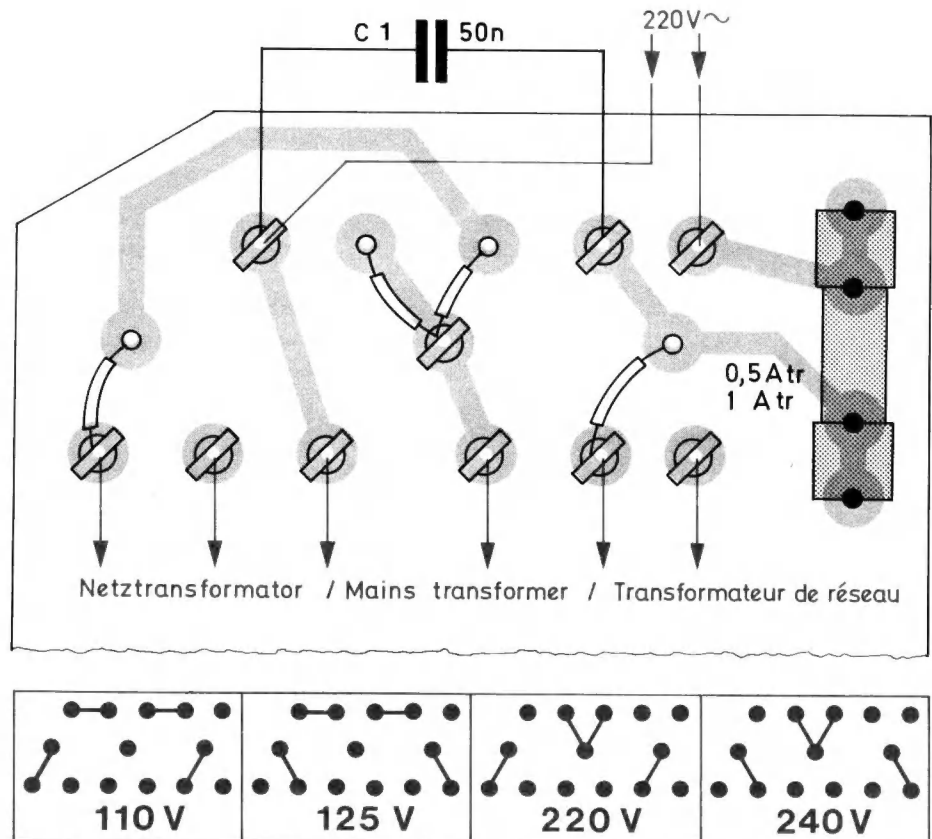 C 1 50n 220V~
0,5 A tr
1 A tr
Netztransformator / Mains transformer / Transformateur de réseau
110 V 125 V 220 V 240 V